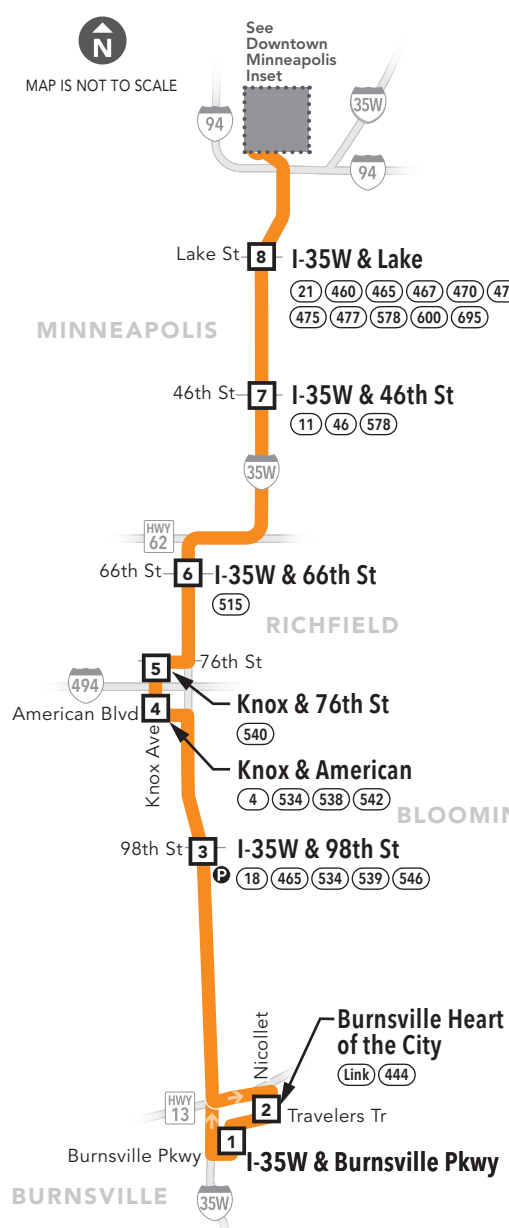 N
MAP IS NOT TO SCALE
See
Downtown
Minneapolis
Inset
35W
94
94
Lake St
8
I-35W & Lake
21 460 465 467 470
475 477 578 600 695
MINNEAPOLIS
46th St
7
I-35W & 46th St
11 46 578
35W
HWY
62
66th St
6
I-35W & 66th St
515
RICHFIELD
5
76th St
494
Knox & 76th St
540
American Blvd
4
Knox Ave
Knox & American
4 534 538 542
BLOOMIN
98th St
3
I-35W & 98th St
P
18 465 534 539 546
Nicollet
Burnsville Heart
of the City
Link 444
HWY
13
2
Travelers Tr
1
Burnsville Pkwy
I-35W & Burnsville Pkwy
BURNSVILLE
35W